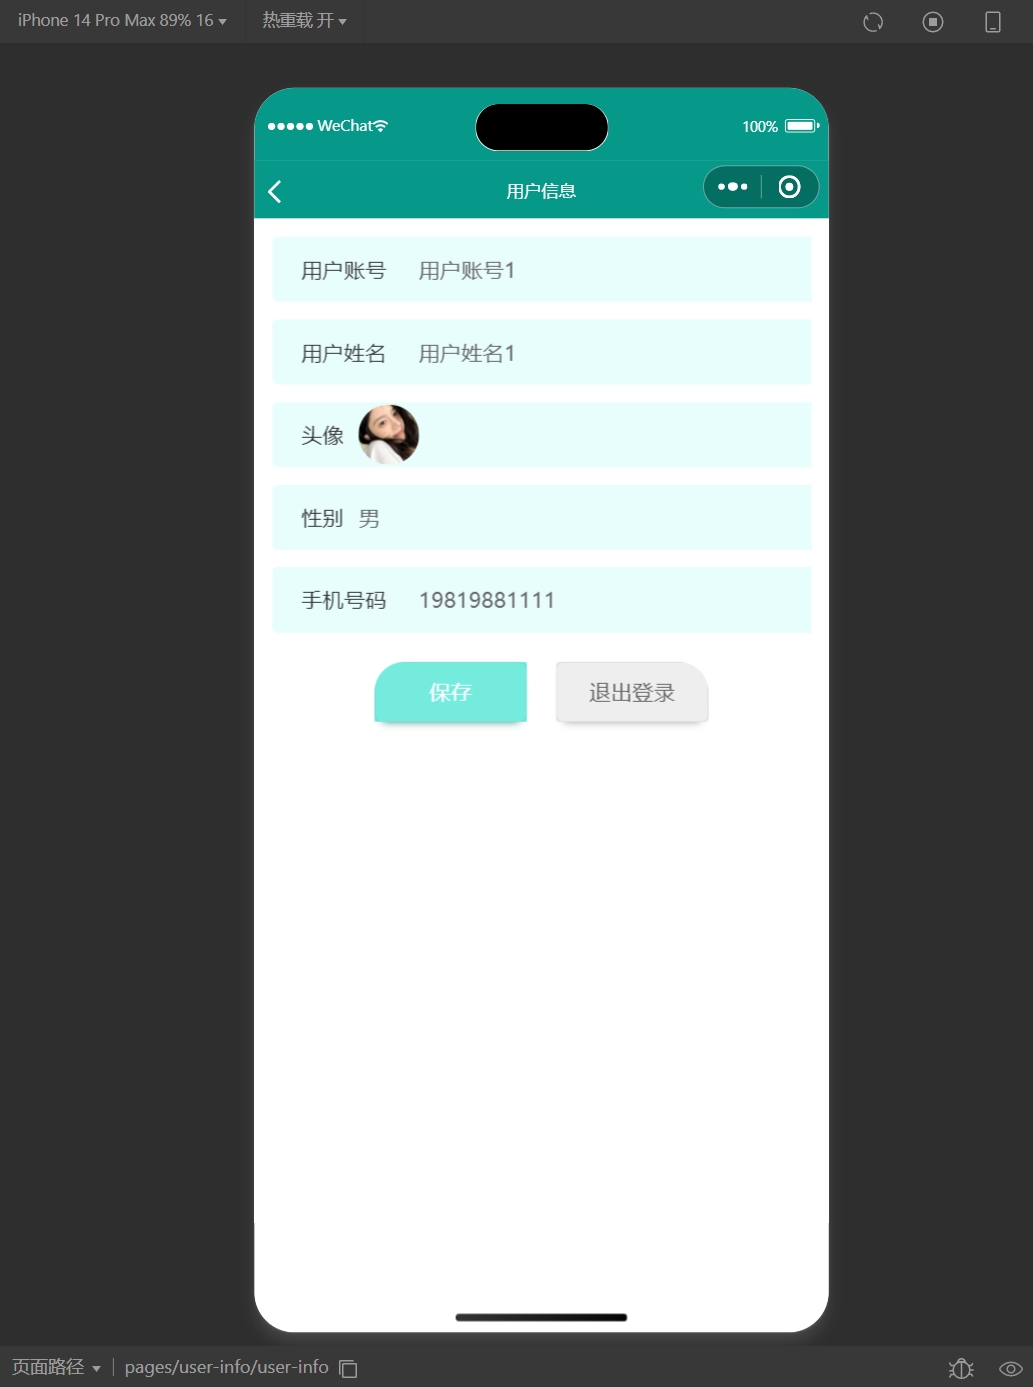 iPhone 14 Pro Max 89% 16 热重载 开
WeChat 100%
用户信息
用户账号 用户账号1
用户姓名 用户姓名1
头像
性别 男
手机号码 19819881111
保存 退出登录
页面路径 pages/user-info/user-info